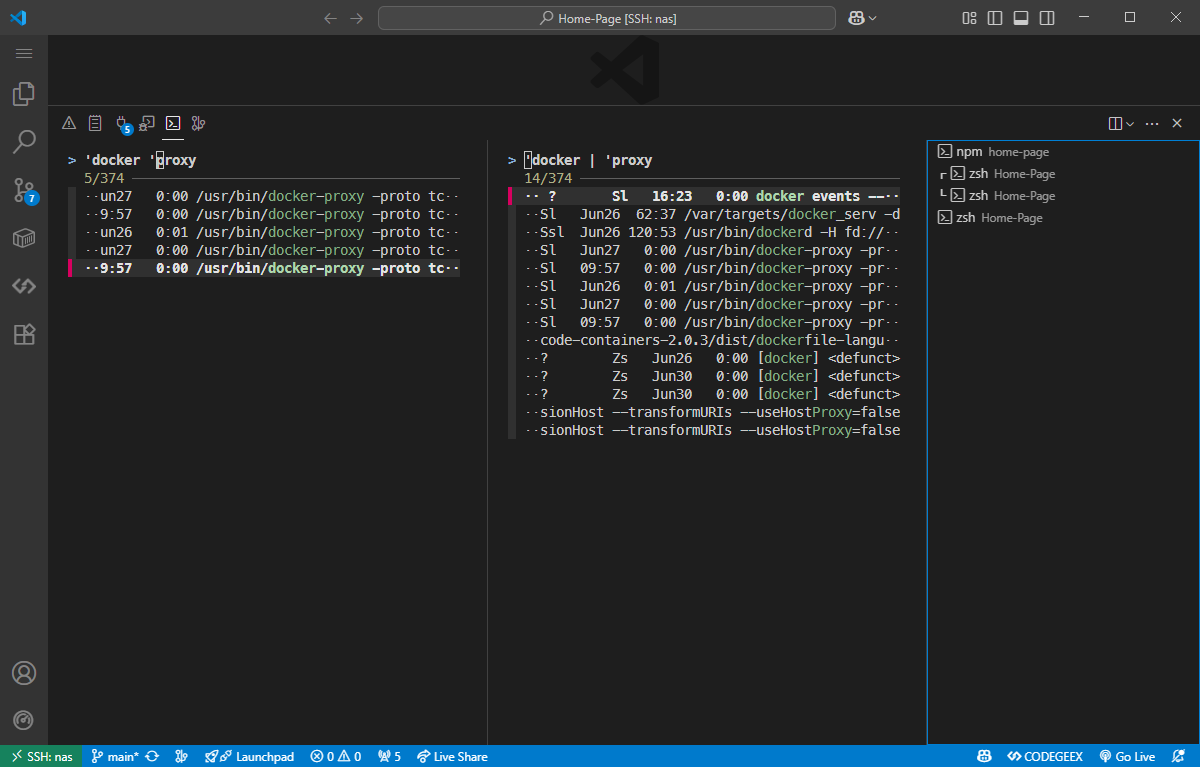 Home-Page [SSH: nas]
5
7
> 'docker 'proxy
5/374
··un27   0:00 /usr/bin/docker-proxy -proto tc··
··9:57   0:00 /usr/bin/docker-proxy -proto tc··
··un26   0:01 /usr/bin/docker-proxy -proto tc··
··un27   0:00 /usr/bin/docker-proxy -proto tc··
··9:57   0:00 /usr/bin/docker-proxy -proto tc··
> 'docker | 'proxy
14/374
·· ?       Sl   16:23   0:00 docker events --··
··Sl   Jun26  62:37 /var/targets/docker_serv -d
··Ssl  Jun26 120:53 /usr/bin/dockerd -H fd://··
··Sl   Jun27   0:00 /usr/bin/docker-proxy -pr··
··Sl   09:57   0:00 /usr/bin/docker-proxy -pr··
··Sl   Jun26   0:01 /usr/bin/docker-proxy -pr··
··Sl   Jun27   0:00 /usr/bin/docker-proxy -pr··
··Sl   09:57   0:00 /usr/bin/docker-proxy -pr··
··code-containers-2.0.3/dist/dockerfile-langu··
··?        Zs   Jun26   0:00 [docker] <defunct>
··?        Zs   Jun30   0:00 [docker] <defunct>
··?        Zs   Jun30   0:00 [docker] <defunct>
··sionHost --transformURIs --useHostProxy=false
··sionHost --transformURIs --useHostProxy=false
npm home-page
zsh Home-Page
zsh Home-Page
zsh Home-Page
SSH: nas main* Launchpad 0 0 5 Live Share CODEGEEX Go Live